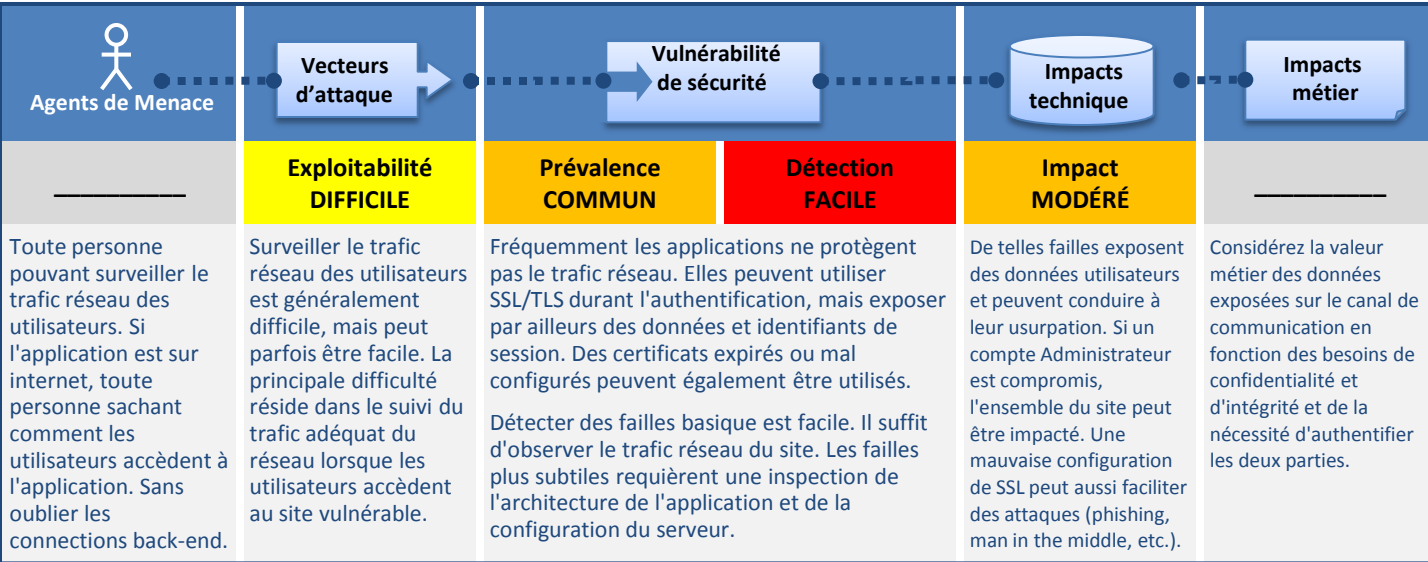 Agents de Menace
Vecteurs
d'attaque
Vulnérabilité
de sécurité
Impacts
technique
Impacts
métier
__________
Exploitabilité
DIFFICILE
Prévalence
COMMUN
Détection
FACILE
Impact
MODÉRÉ
__________
Toute personne
pouvant surveiller le
trafic réseau des
utilisateurs. Si
l'application est sur
internet, toute
personne sachant
comment les
utilisateurs accèdent à
l'application. Sans
oublier les
connections back-end.
Surveiller le trafic
réseau des utilisateurs
est généralement
difficile, mais peut
parfois être facile. La
principale difficulté
réside dans le suivi du
trafic adéquat du
réseau lorsque les
utilisateurs accèdent
au site vulnérable.
Fréquemment les applications ne protègent
pas le trafic réseau. Elles peuvent utiliser
SSL/TLS durant l'authentification, mais exposer
par ailleurs des données et identifiants de
session. Des certificats expirés ou mal
configurés peuvent également être utilisés.
Détecter des failles basique est facile. Il suffit
d'observer le trafic réseau du site. Les failles
plus subtiles requièrent une inspection de
l'architecture de l'application et de la
configuration du serveur.
De telles failles exposent
des données utilisateurs
et peuvent conduire à
leur usurpation. Si un
compte Administrateur
est compromis,
l'ensemble du site peut
être impacté. Une
mauvaise configuration
de SSL peut aussi faciliter
des attaques (phishing,
man in the middle, etc.).
Considérez la valeur
métier des données
exposées sur le canal de
communication en
fonction des besoins de
confidentialité et
d'intégrité et de la
nécessité d'authentifier
les deux parties.